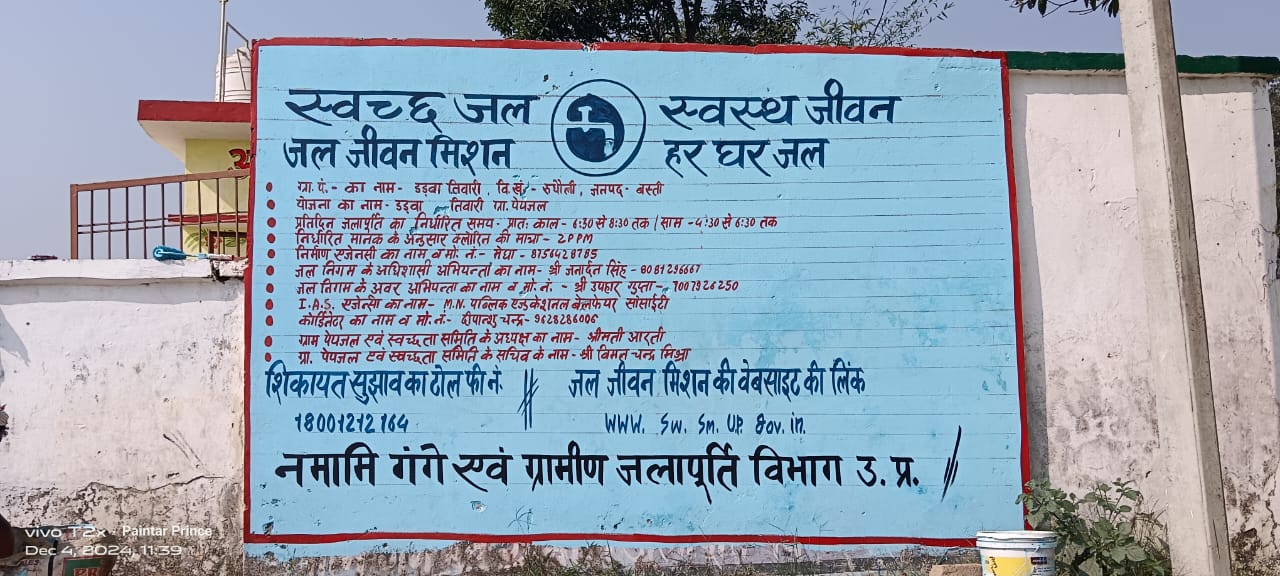 स्वच्छ जल स्वस्थ जीवन
जल जीवन मिशन हर घर जल
ग्रा. पं.- का नाम- डड़वा तिवारी, वि.खं.- रुधौली, जनपद- बस्ती
योजना का नाम- डड़वा तिवारी ग्रा. पेयजल
प्रतिदिन जलापूर्ति का निर्धारित समय- प्रात: काल - 6:30 से 8:30 तक / साम - 4:30 से 6:30 तक
निर्धारित मानक के अनुसार क्लोरिन की मात्रा- 2PPM
निर्माण एजेनसी का नाम व मो. नं.- मेघा - 8756428785
जल निगम के अधिशासी अभियन्ता का नाम- श्री जनार्दन सिंह - 8081296667
जल निगम के अवर अभियन्ता का नाम व मो. नं. - श्री उपहार गुप्ता - 7007926250
I.A.S. एजेन्सी का नाम- M.N. पब्लिक एजुकेशनल बेलफेयर सोसाईटी
कोर्डिनेटर का नाम व मो. नं.- दीपान्शु चन्द्र- 9628286006
ग्राम पेयजल एवं स्वच्छता समिति के अध्यक्ष का नाम- श्रीमती आरती
ग्रा. पेयजल एवं स्वच्छता समिति के सचिव के नाम- श्री विमल चन्द्र मिश्रा
शिकायत सुझाव का टोल फ्री नं. जल जीवन मिशन की वेबसाइट की लिंक
18001212164 WWW. Sw. Sm. UP. Gov. in.
नमामि गंगे एवं ग्रामीण जलापूर्ति विभाग उ. प्र.
vivo T2x Paintar Prince
Dec 4, 2024, 11:39